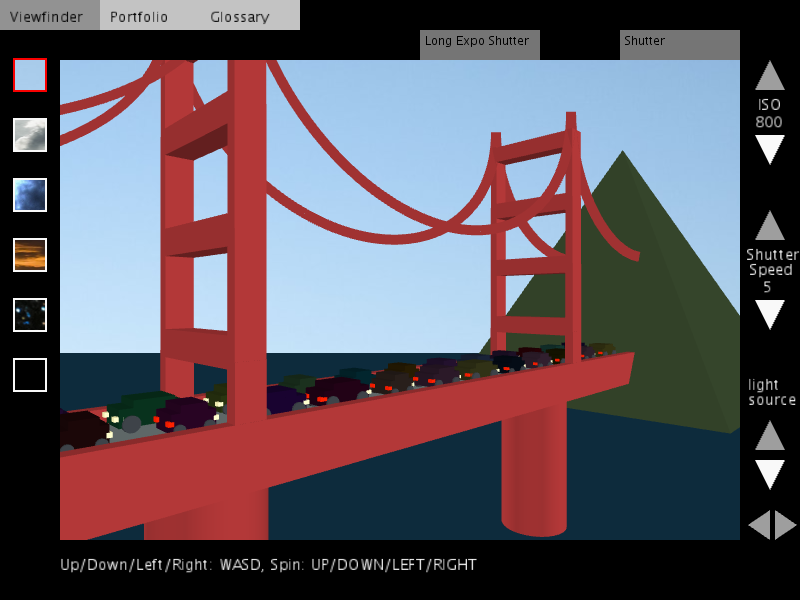 Viewfinder Portfolio Glossary
Long Expo Shutter Shutter
ISO
800
Shutter
Speed
5
light
source
Up/Down/Left/Right: WASD, Spin: UP/DOWN/LEFT/RIGHT